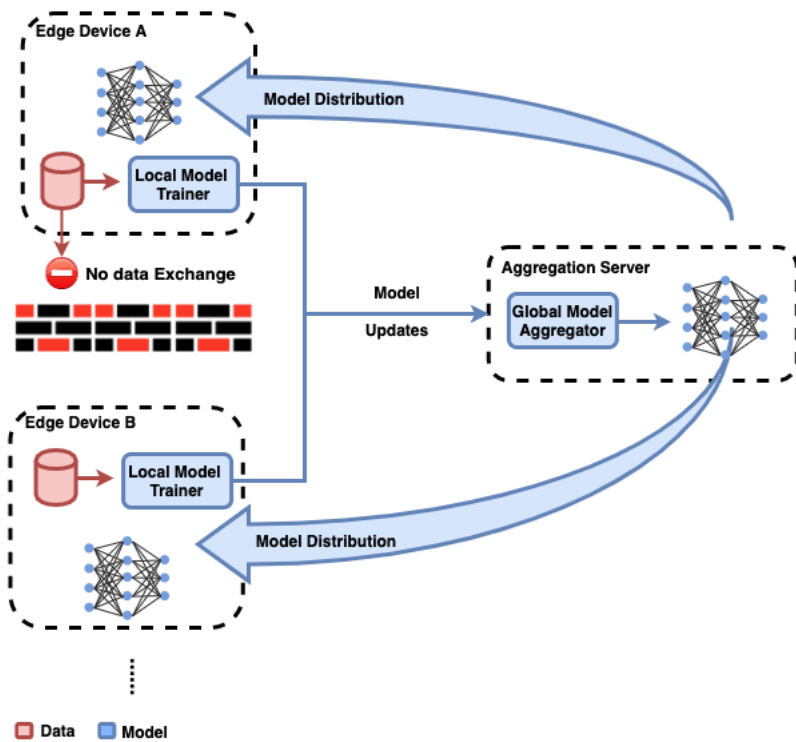 Edge Device A
Model Distribution
Local Model
Trainer
No data Exchange
Model
Updates
Aggregation Server
Global Model
Aggregator
Edge Device B
Local Model
Trainer
Model Distribution
Data
Model